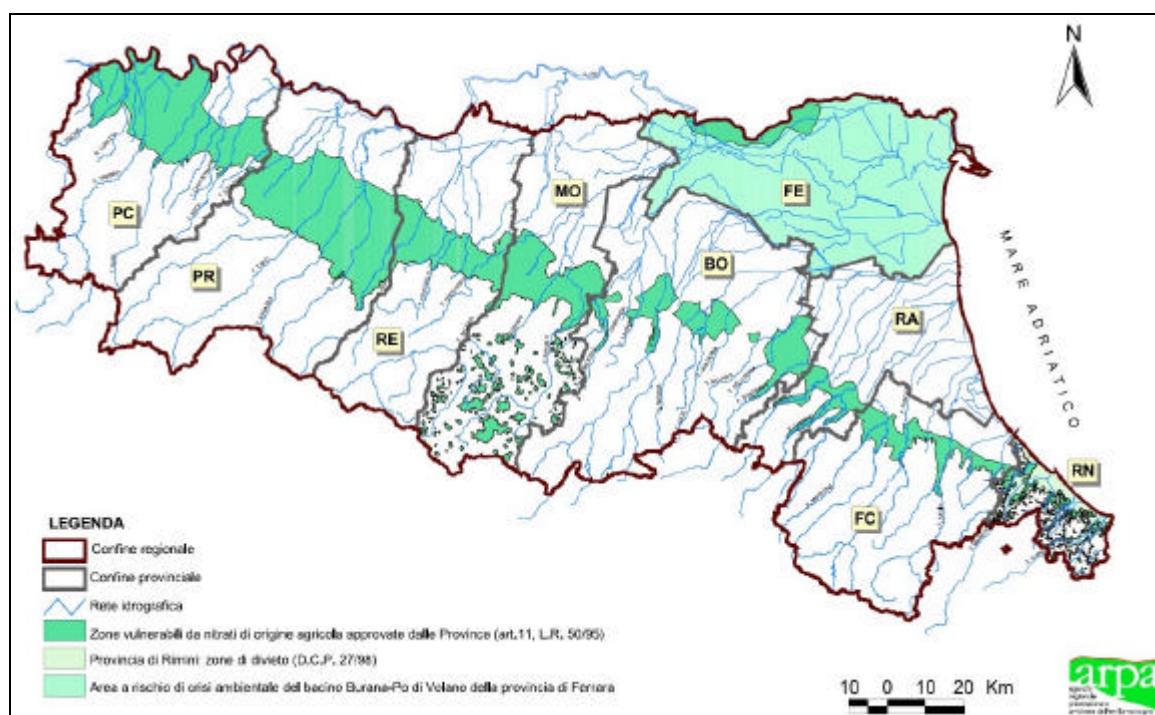 N
MO
FE
PC
BO
PR
RA
RE
MARE ADRIATICO
RN
FC
LEGENDA
Confine regionale
Confine provinciale
Rete idrografica
Zone vulnerabili da nitrati di origine agricola approvate dalle Province (art.11, L.R. 50/95)
Provincia di Rimini: zone di divieto (D.C.P. 27/98)
Area a rischio di crisi ambientale del bacino Burana-Po di Volano della provincia di Ferrara
10 0 10 20 Km
arpa